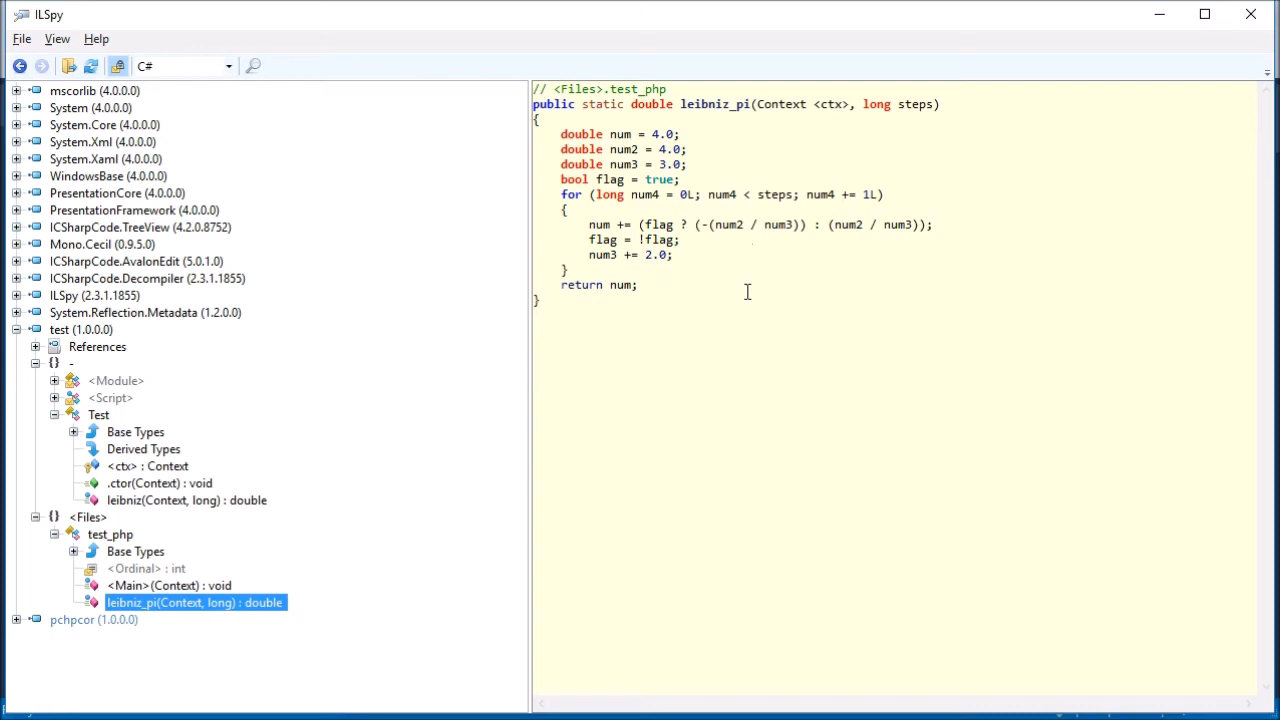 ILSpy
File View Help
C#
mscorlib (4.0.0.0)
System (4.0.0.0)
System.Core (4.0.0.0)
System.Xml (4.0.0.0)
System.Xaml (4.0.0.0)
WindowsBase (4.0.0.0)
PresentationCore (4.0.0.0)
PresentationFramework (4.0.0.0)
ICSharpCode.TreeView (4.2.0.8752)
Mono.Cecil (0.9.5.0)
ICSharpCode.AvalonEdit (5.0.1.0)
ICSharpCode.Decompiler (2.3.1.1855)
ILSpy (2.3.1.1855)
System.Reflection.Metadata (1.2.0.0)
test (1.0.0.0)
References
{} -
<Module>
<Script>
Test
Base Types
Derived Types
<ctx> : Context
.ctor(Context) : void
leibniz(Context, long) : double
{} <Files>
test_php
Base Types
<Ordinal> : int
<Main>(Context) : void
leibniz_pi(Context, long) : double
pchpcor (1.0.0.0)
// <Files>.test_php
public static double leibniz_pi(Context <ctx>, long steps)
{
double num = 4.0;
double num2 = 4.0;
double num3 = 3.0;
bool flag = true;
for (long num4 = 0L; num4 < steps; num4 += 1L)
{
num += (flag ? (-(num2 / num3)) : (num2 / num3));
flag = !flag;
num3 += 2.0;
}
return num;
}